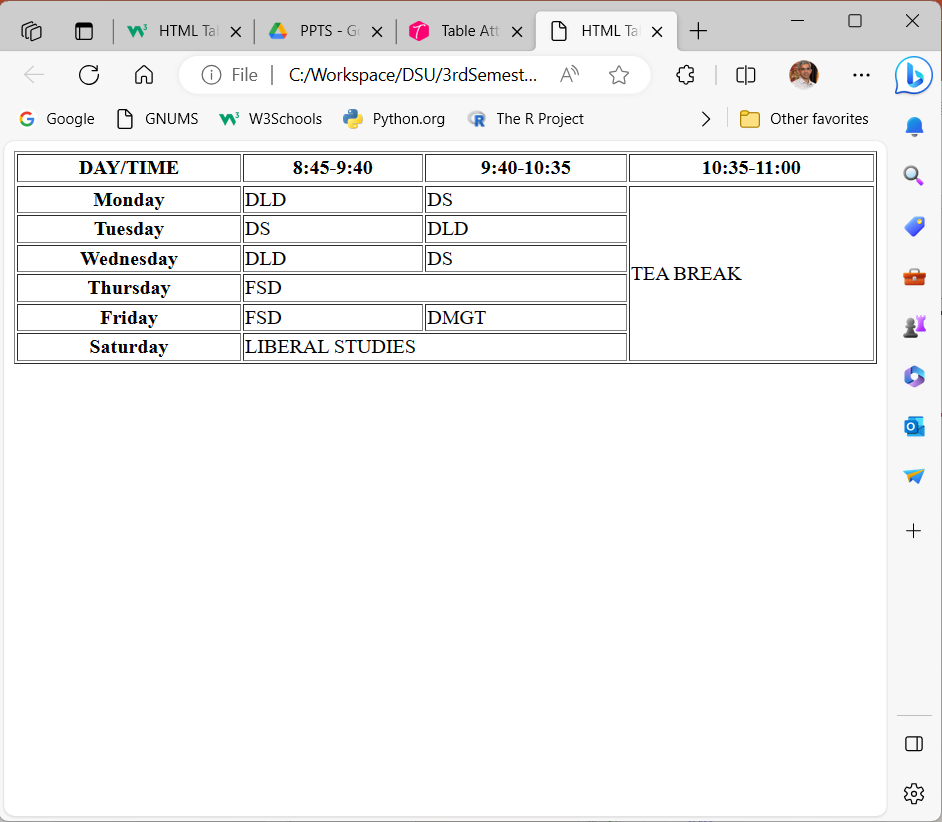 HTML Tal
PPTS - Go
Table Att
HTML Tal
File
C:/Workspace/DSU/3rdSemest...
Google
GNUMS
W3Schools
Python.org
The R Project
Other favorites
DAY/TIME 8:45-9:40 9:40-10:35 10:35-11:00
Monday DLD DS
Tuesday DS DLD
Wednesday DLD DS
TEA BREAK
Thursday FSD
Friday FSD DMGT
Saturday LIBERAL STUDIES